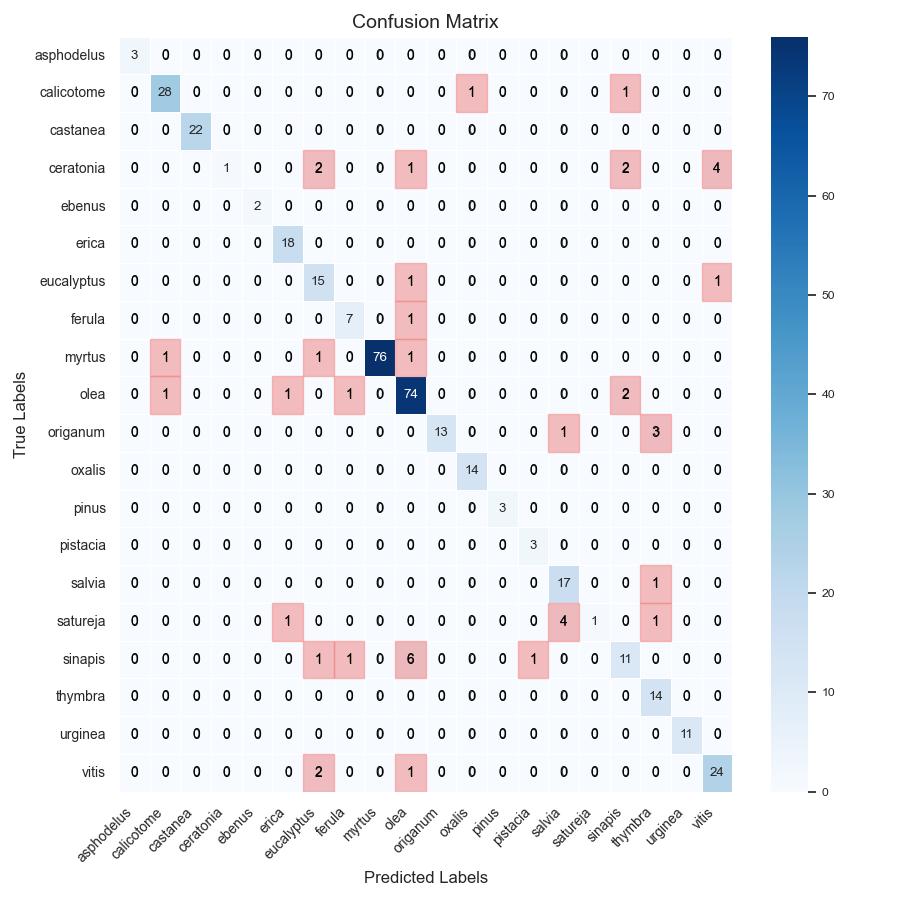 Confusion Matrix
asphodelus 3 0 0 0 0 0 0 0 0 0 0 0 0 0 0 0 0 0 0 0
calicotome 0 28 0 0 0 0 0 0 0 0 0 1 0 0 0 0 1 0 0 0
70
castanea 0 0 22 0 0 0 0 0 0 0 0 0 0 0 0 0 0 0 0 0
ceratonia 0 0 0 1 0 0 2 0 0 1 0 0 0 0 0 0 2 0 0 4
60
ebenus 0 0 0 0 2 0 0 0 0 0 0 0 0 0 0 0 0 0 0 0
erica 0 0 0 0 0 18 0 0 0 0 0 0 0 0 0 0 0 0 0 0
eucalyptus 0 0 0 0 0 0 15 0 0 1 0 0 0 0 0 0 0 0 0 1
50
ferula 0 0 0 0 0 0 0 7 0 1 0 0 0 0 0 0 0 0 0 0
myrtus 0 1 0 0 0 0 1 0 76 1 0 0 0 0 0 0 0 0 0 0
olea 0 1 0 0 0 1 0 1 0 74 0 0 0 0 0 0 2 0 0 0
40
origanum 0 0 0 0 0 0 0 0 0 0 13 0 0 0 1 0 0 3 0 0
oxalis 0 0 0 0 0 0 0 0 0 0 0 14 0 0 0 0 0 0 0 0
30
pinus 0 0 0 0 0 0 0 0 0 0 0 0 3 0 0 0 0 0 0 0
pistacia 0 0 0 0 0 0 0 0 0 0 0 0 0 3 0 0 0 0 0 0
salvia 0 0 0 0 0 0 0 0 0 0 0 0 0 0 17 0 0 1 0 0
20
satureja 0 0 0 0 0 1 0 0 0 0 0 0 0 0 4 1 0 1 0 0
sinapis 0 0 0 0 0 0 1 1 0 6 0 0 0 1 0 0 11 0 0 0
thymbra 0 0 0 0 0 0 0 0 0 0 0 0 0 0 0 0 0 14 0 0
10
urginea 0 0 0 0 0 0 0 0 0 0 0 0 0 0 0 0 0 0 11 0
vitis 0 0 0 0 0 0 2 0 0 1 0 0 0 0 0 0 0 0 0 24
0
True Labels
asphodelus calicotome castanea ceratonia ebenus erica eucalyptus ferula myrtus olea origanum oxalis pinus pistacia salvia satureja sinapis thymbra urginea vitis
Predicted Labels